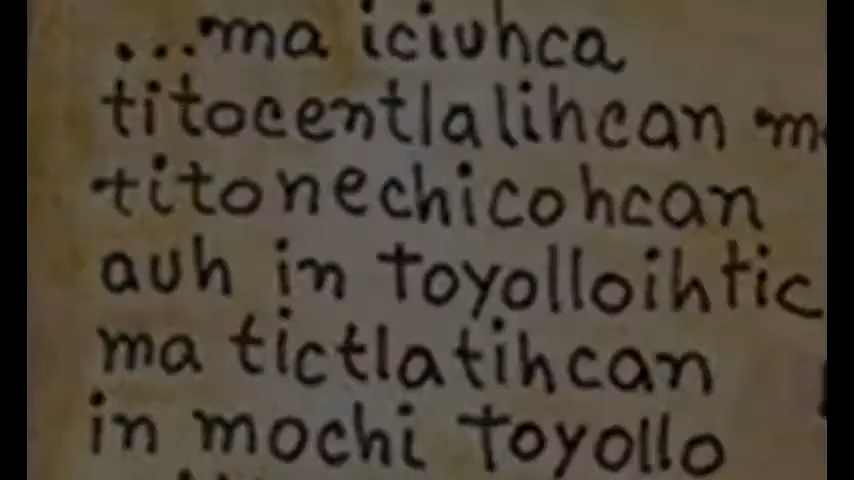 ...ma iciuhca
titocentlalihcan
titonechicohcan
auh in toyolloihtic
ma tictlatihcan
in mochi toyollo